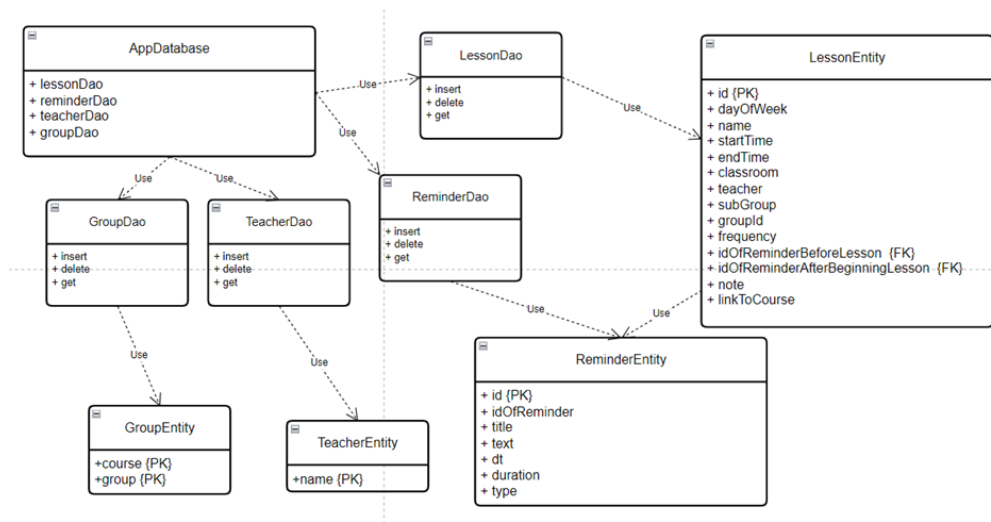 AppDatabase
+ lessonDao
+ reminderDao
+ teacherDao
+ groupDao
LessonDao
+ insert
+ delete
+ get
LessonEntity
+ id {PK}
+ dayOfWeek
+ name
+ startTime
+ endTime
+ classroom
+ teacher
+ subGroup
+ groupId
+ frequency
+ idOfReminderBeforeLesson {FK}
+ idOfReminderAfterBeginningLesson {FK}
+ note
+ linkToCourse
Use
Use
Use
Use
Use
GroupDao
+ insert
+ delete
+ get
TeacherDao
+ insert
+ delete
+ get
ReminderDao
+ insert
+ delete
+ get
Use
Use
Use
Use
GroupEntity
+course {PK}
+group {PK}
TeacherEntity
+name {PK}
ReminderEntity
+ id {PK}
+ idOfReminder
+ title
+ text
+ dt
+ duration
+ type